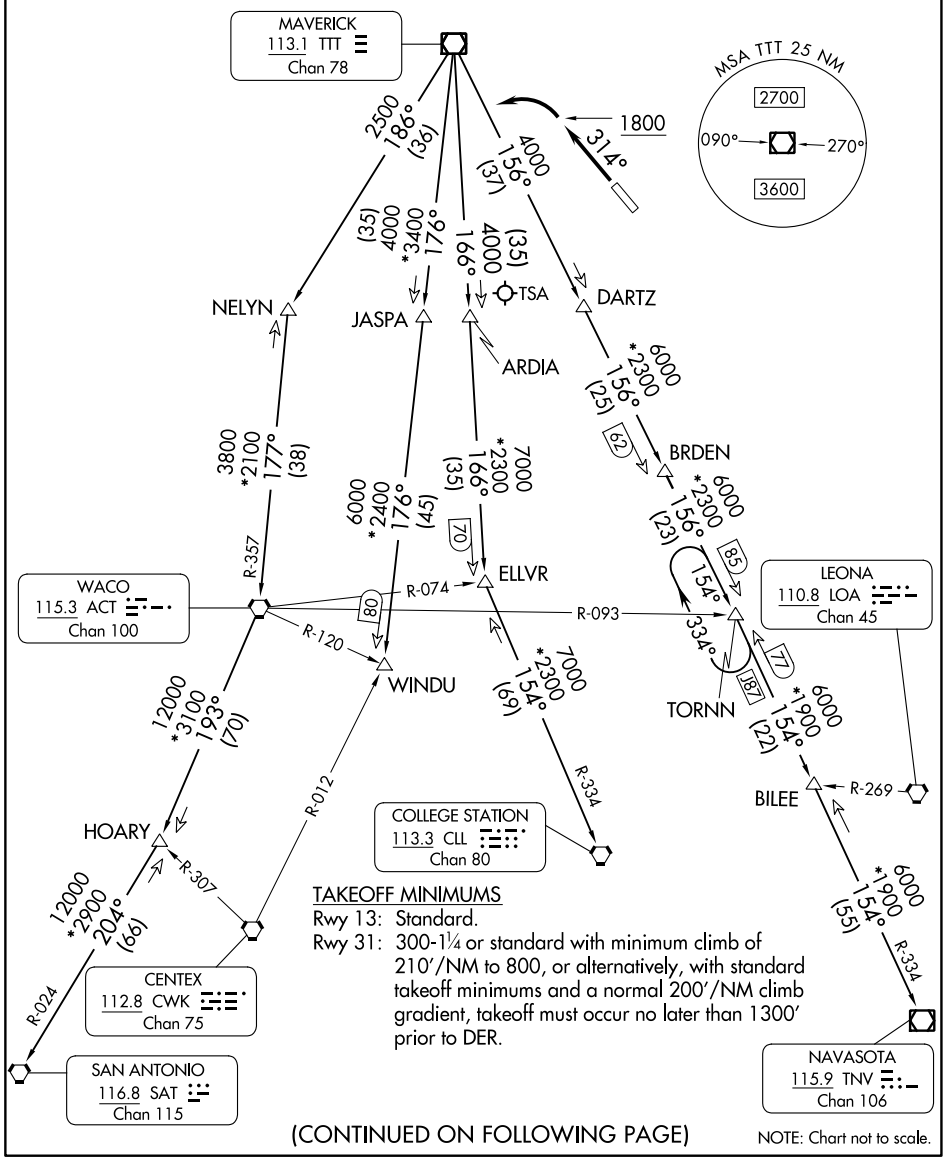 MAVERICK
113.1 TTT
Chan 78
MSA TTT 25 NM
2700
090°
270°
3600
1800
314°
2500
186°
(36)
(35)
4000
*3400
176°
(35)
4000
166°
4000
156°
(37)
TSA
NELYN
JASPA
ARDIA
DARTZ
6000
*2300
156°
(25)
62
BRDEN
3800
*2100
177°
(38)
6000
*2400
176°
(45)
7000
*2300
166°
(35)
70
6000
*2300
156°
(23)
85
R-357
WACO
115.3 ACT
Chan 100
R-074
ELLVR
80
R-093
R-120
WINDU
154°
334°
LEONA
110.8 LOA
Chan 45
77
J87
TORNN
12000
*3100
193°
(70)
7000
*2300
154°
(69)
6000
*1900
154°
(22)
R-012
R-334
BILEE
R-269
HOARY
R-307
COLLEGE STATION
113.3 CLL
Chan 80
12000
*2900
204°
(66)
6000
*1900
154°
(55)
R-334
TAKEOFF MINIMUMS
Rwy 13: Standard.
Rwy 31: 300-1¼ or standard with minimum climb of
210'/NM to 800, or alternatively, with standard
takeoff minimums and a normal 200'/NM climb
gradient, takeoff must occur no later than 1300'
prior to DER.
CENTEX
112.8 CWK
Chan 75
R-024
SAN ANTONIO
116.8 SAT
Chan 115
NAVASOTA
115.9 TNV
Chan 106
(CONTINUED ON FOLLOWING PAGE)
NOTE: Chart not to scale.